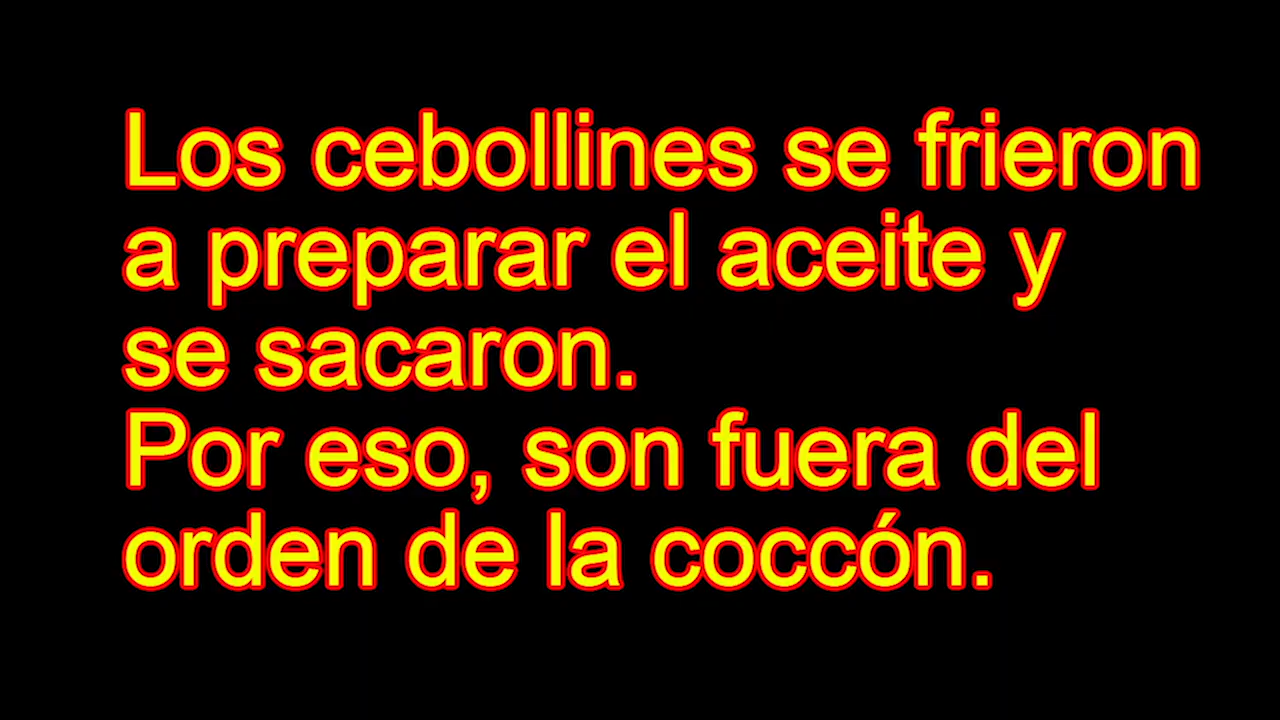 Los cebollines se frieron
a preparar el aceite y
se sacaron.
Por eso, son fuera del
orden de la coccón.